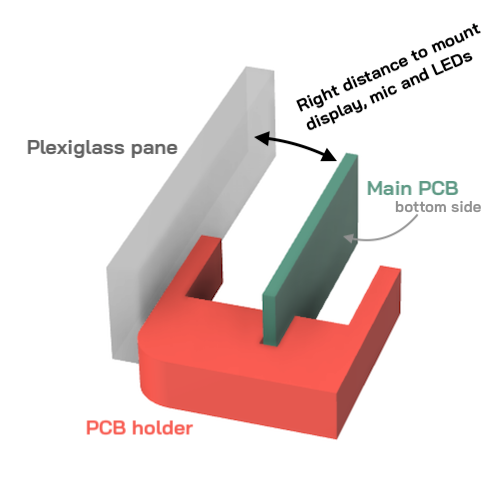 Right distance to mount
display, mic and LEDs
Plexiglass pane
Main PCB
bottom side
PCB holder